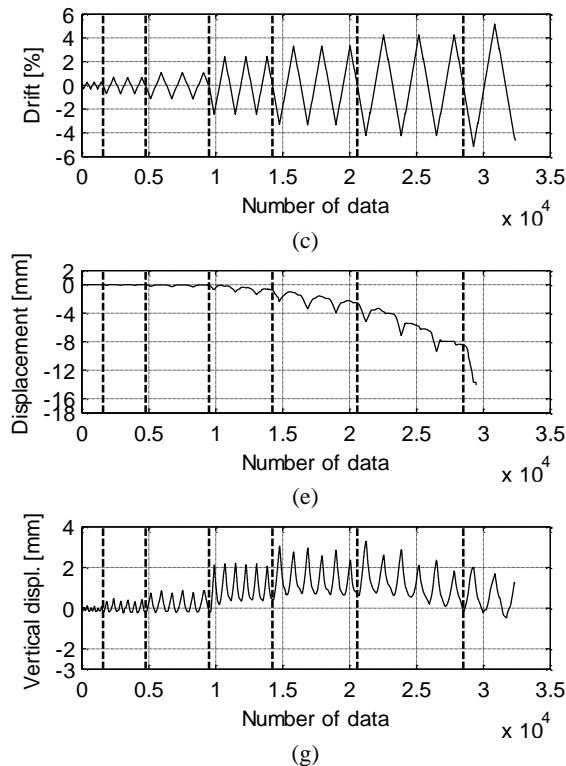 6
4
2
0
-2
-4
-6
Drift [%]
0 0.5 1 1.5 2 2.5 3 3.5
Number of data
x 10^4
(c)
2
0
-4
-8
-12
-16
-18
Displacement [mm]
0 0.5 1 1.5 2 2.5 3 3.5
Number of data
x 10^4
(e)
4
2
0
-2
-3
Vertical displ. [mm]
0 0.5 1 1.5 2 2.5 3 3.5
Number of data
x 10^4
(g)